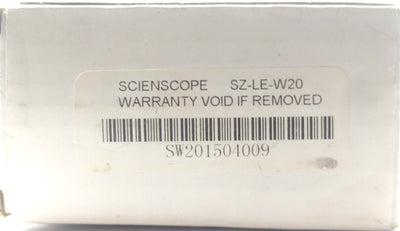 SCIENSCOPE SZ-LE-W20
WARRANTY VOID IF REMOVED
SW201504009